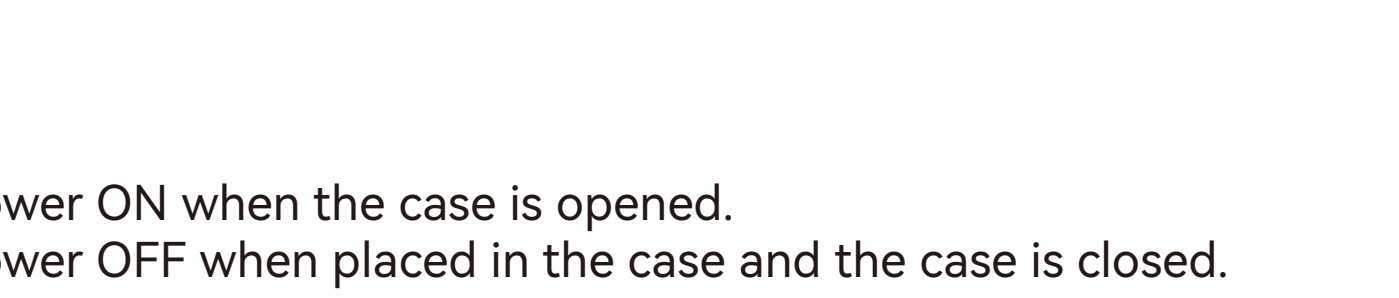 ower ON when the case is opened.
ower OFF when placed in the case and the case is closed.